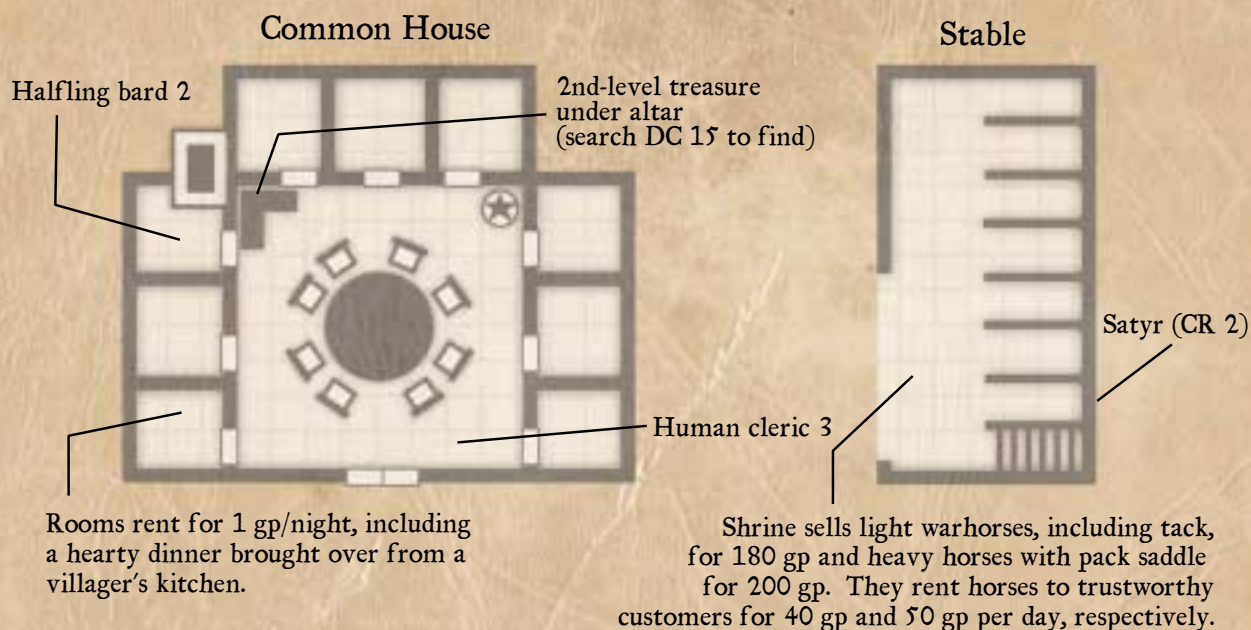 Common House
Stable
Halfling bard 2
2nd-level treasure
under altar
(search DC 15 to find)
Satyr (CR 2)
Human cleric 3
Rooms rent for 1 gp/night, including
a hearty dinner brought over from a
villager's kitchen.
Shrine sells light warhorses, including tack,
for 180 gp and heavy horses with pack saddle
for 200 gp. They rent horses to trustworthy
customers for 40 gp and 50 gp per day, respectively.